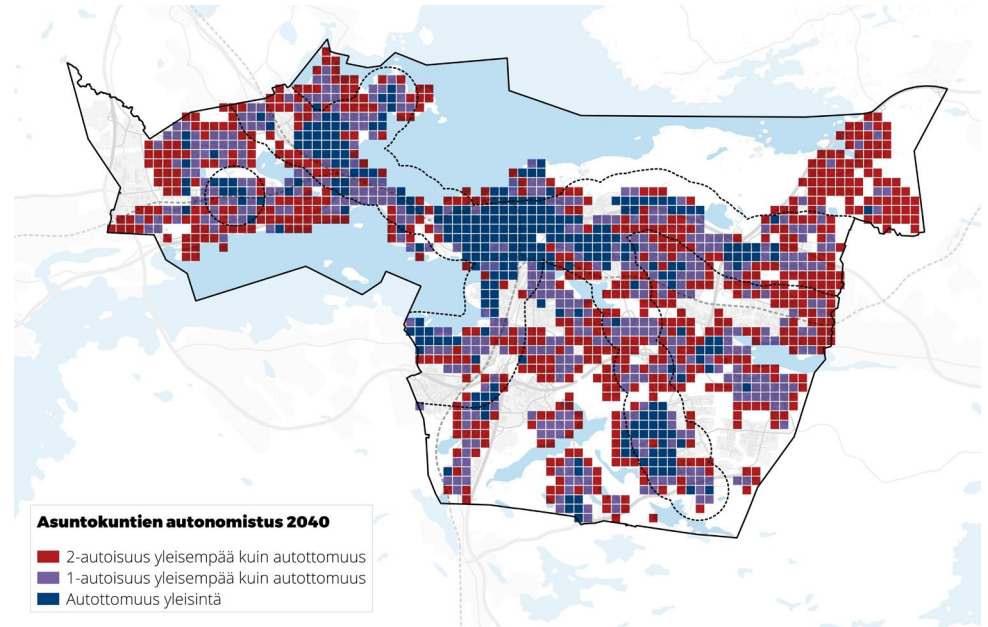 Asuntokuntien autonomistus 2040
2-autoisuus yleisempää kuin autottomuus
1-autoisuus yleisempää kuin autottomuus
Autottomuus yleisintä